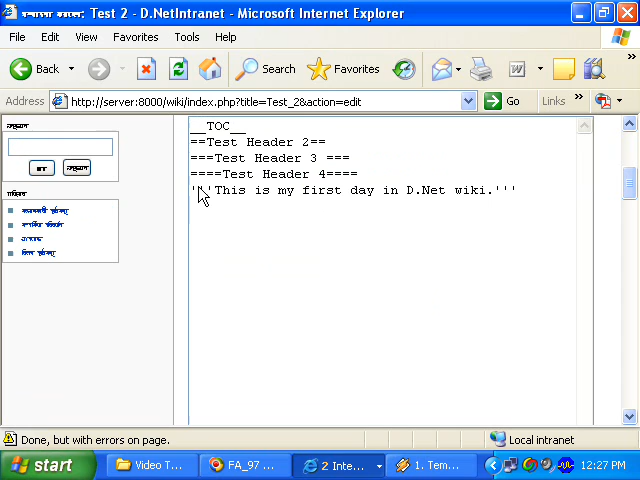 Test 2 - D.NetIntranet - Microsoft Internet Explorer
File Edit View Favorites Tools Help
Back Search Favorites
Address http://server:8000/wiki/index.php?title=Test_2&action=edit Go Links
__TOC__
==Test Header 2==
===Test Header 3 ===
====Test Header 4====
'''This is my first day in D.Net wiki.'''
Done, but with errors on page. Local intranet
start Video T... FA_97 ... 2 Inte... 1. Tem... 12:27 PM